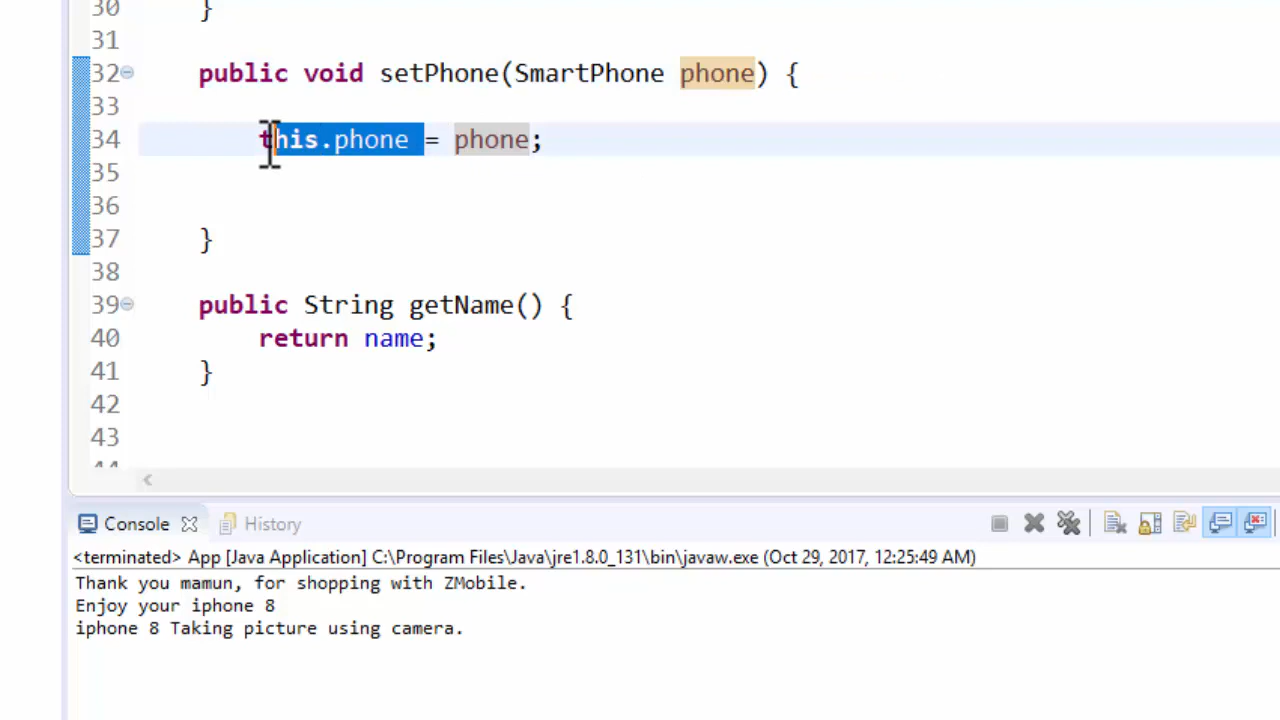 30 }
31
32 public void setPhone(SmartPhone phone) {
33
34 this.phone = phone;
35
36
37 }
38
39 public String getName() {
40 return name;
41 }
42
43
44
Console History
<terminated> App [Java Application] C:\Program Files\Java\jre1.8.0_131\bin\javaw.exe (Oct 29, 2017, 12:25:49 AM)
Thank you mamun, for shopping with ZMobile.
Enjoy your iphone 8
iphone 8 Taking picture using camera.